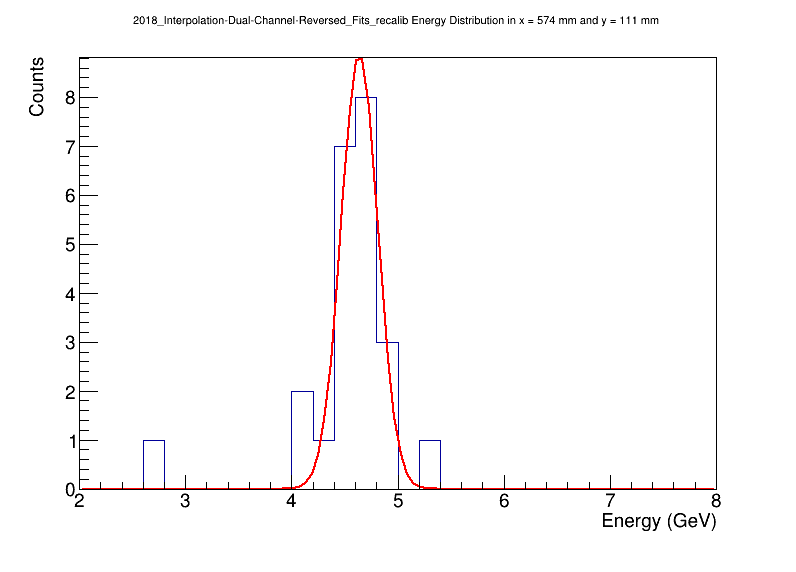 2018_Interpolation-Dual-Channel-Reversed_Fits_recalib Energy Distribution in x = 574 mm and y = 111 mm
Counts
8
7
6
5
4
3
2
1
0
2 3 4 5 6 7 8
Energy (GeV)